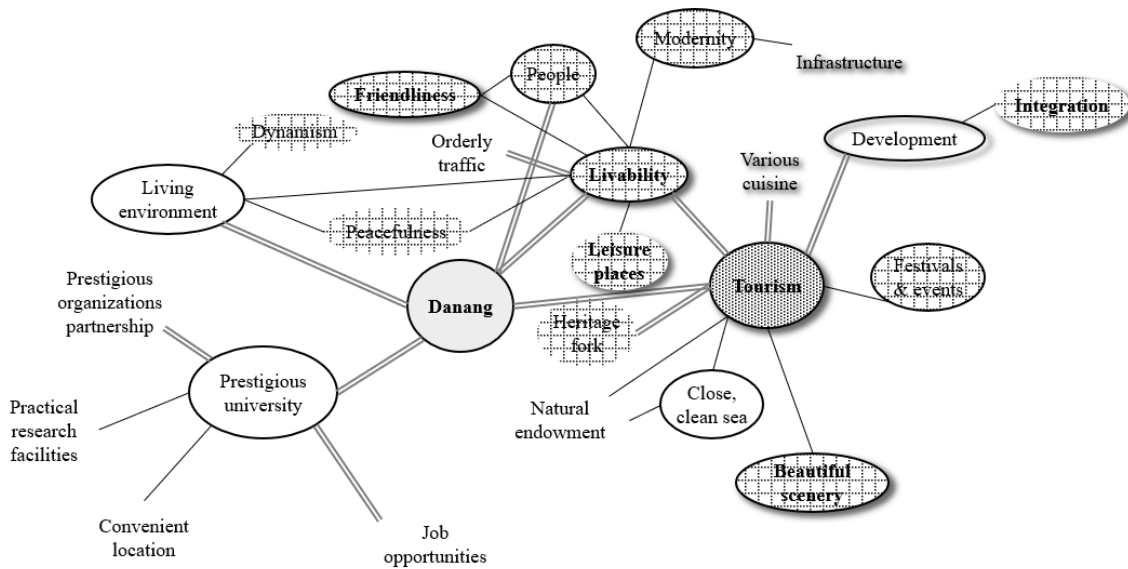 Modernity
Infrastructure
People
Friendliness
Integration
Dynamism
Orderly
traffic
Development
Livability
Various
cuisine
Living
environment
Peacefulness
Leisure
places
Festivals
& events
Prestigious
organizations
partnership
Danang
Tourism
Heritage
fork
Prestigious
university
Natural
endowment
Close,
clean sea
Practical
research
facilities
Beautiful
scenery
Convenient
location
Job
opportunities